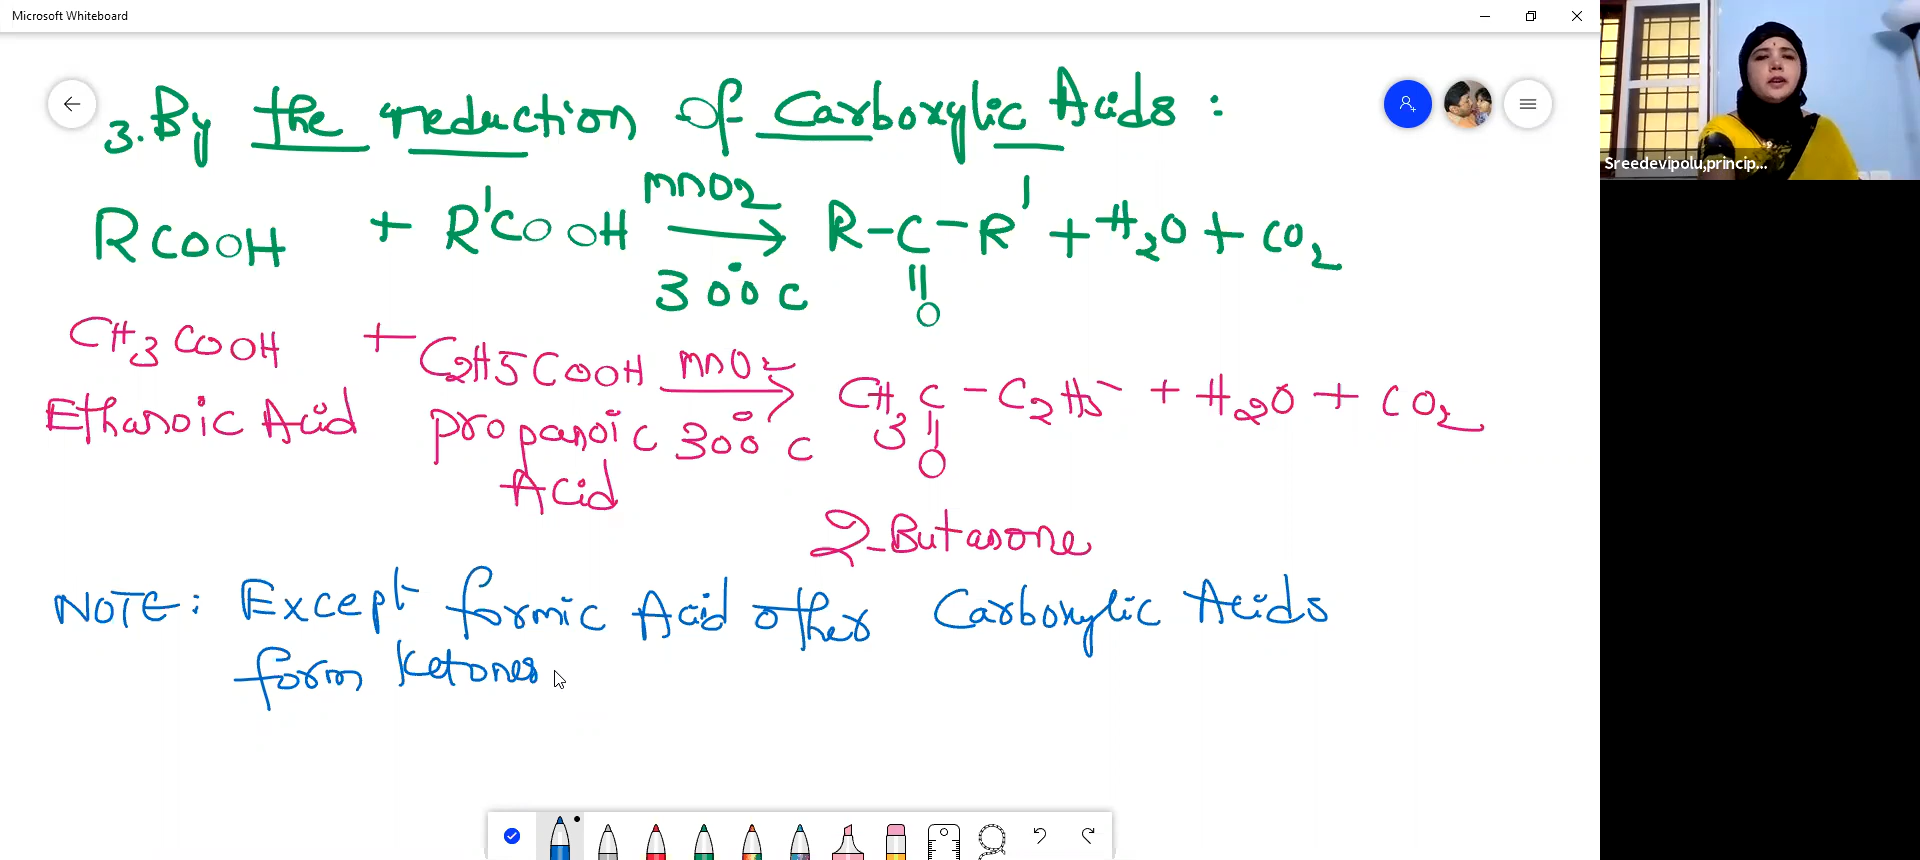 Microsoft Whiteboard
3. By the reduction of Carboxylic Acids :
RCOOH + R'COOH MnO2 300°C R-C-R' + H2O + CO2
||
O
CH3COOH + C2H5COOH MnO2 300°C CH3C-C2H5 + H2O + CO2
||
O
Ethanoic Acid propanoic Acid
2-Butanone
NOTE: Except formic Acid other Carboxylic Acids
form Ketones
Sreedevipolu,princip...